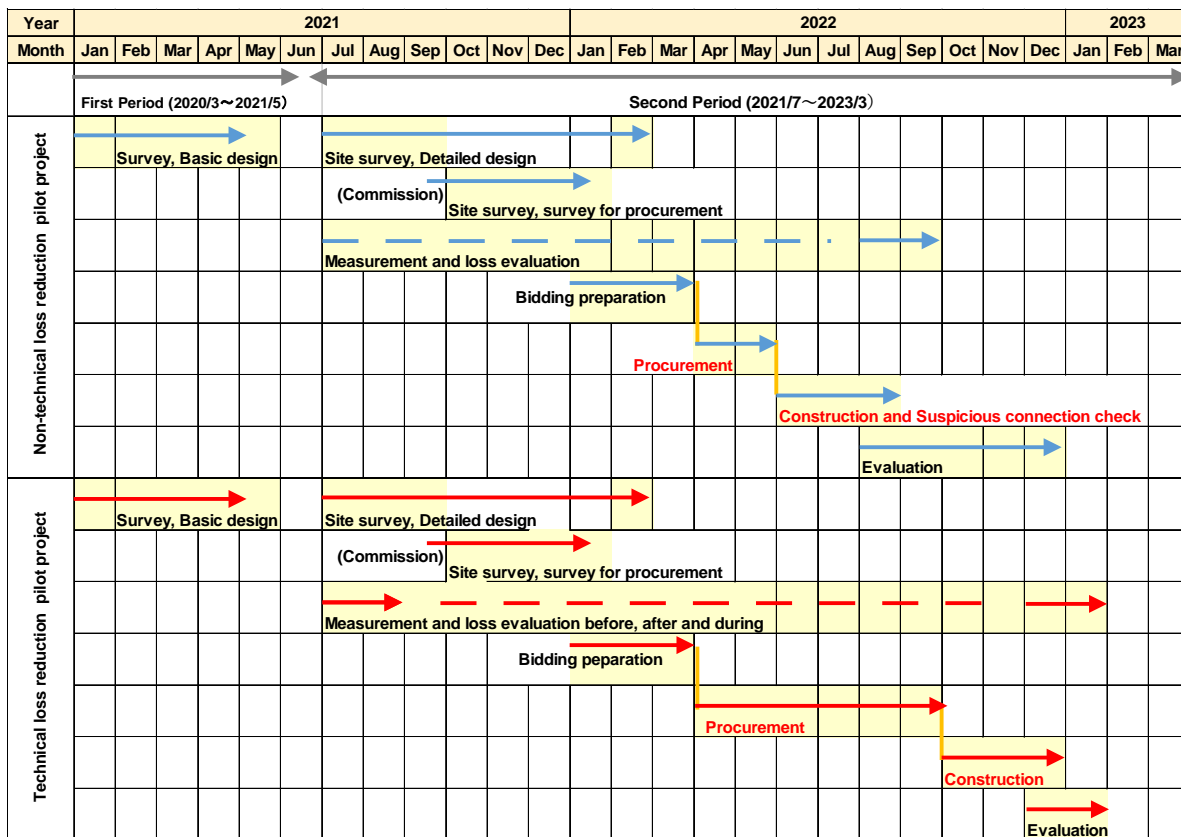 Year 2021 2022 2023
Month Jan Feb Mar Apr May Jun Jul Aug Sep Oct Nov Dec Jan Feb Mar Apr May Jun Jul Aug Sep Oct Nov Dec Jan Feb Mar
First Period (2020/3～2021/5) Second Period (2021/7～2023/3)
Non-technical loss reduction pilot project
Survey, Basic design Site survey, Detailed design
(Commission)
Site survey, survey for procurement
Measurement and loss evaluation
Bidding preparation
Procurement
Construction and Suspicious connection check
Evaluation
Technical loss reduction pilot project
Survey, Basic design Site survey, Detailed design
(Commission)
Site survey, survey for procurement
Measurement and loss evaluation before, after and during
Bidding peparation
Procurement
Construction
Evaluation